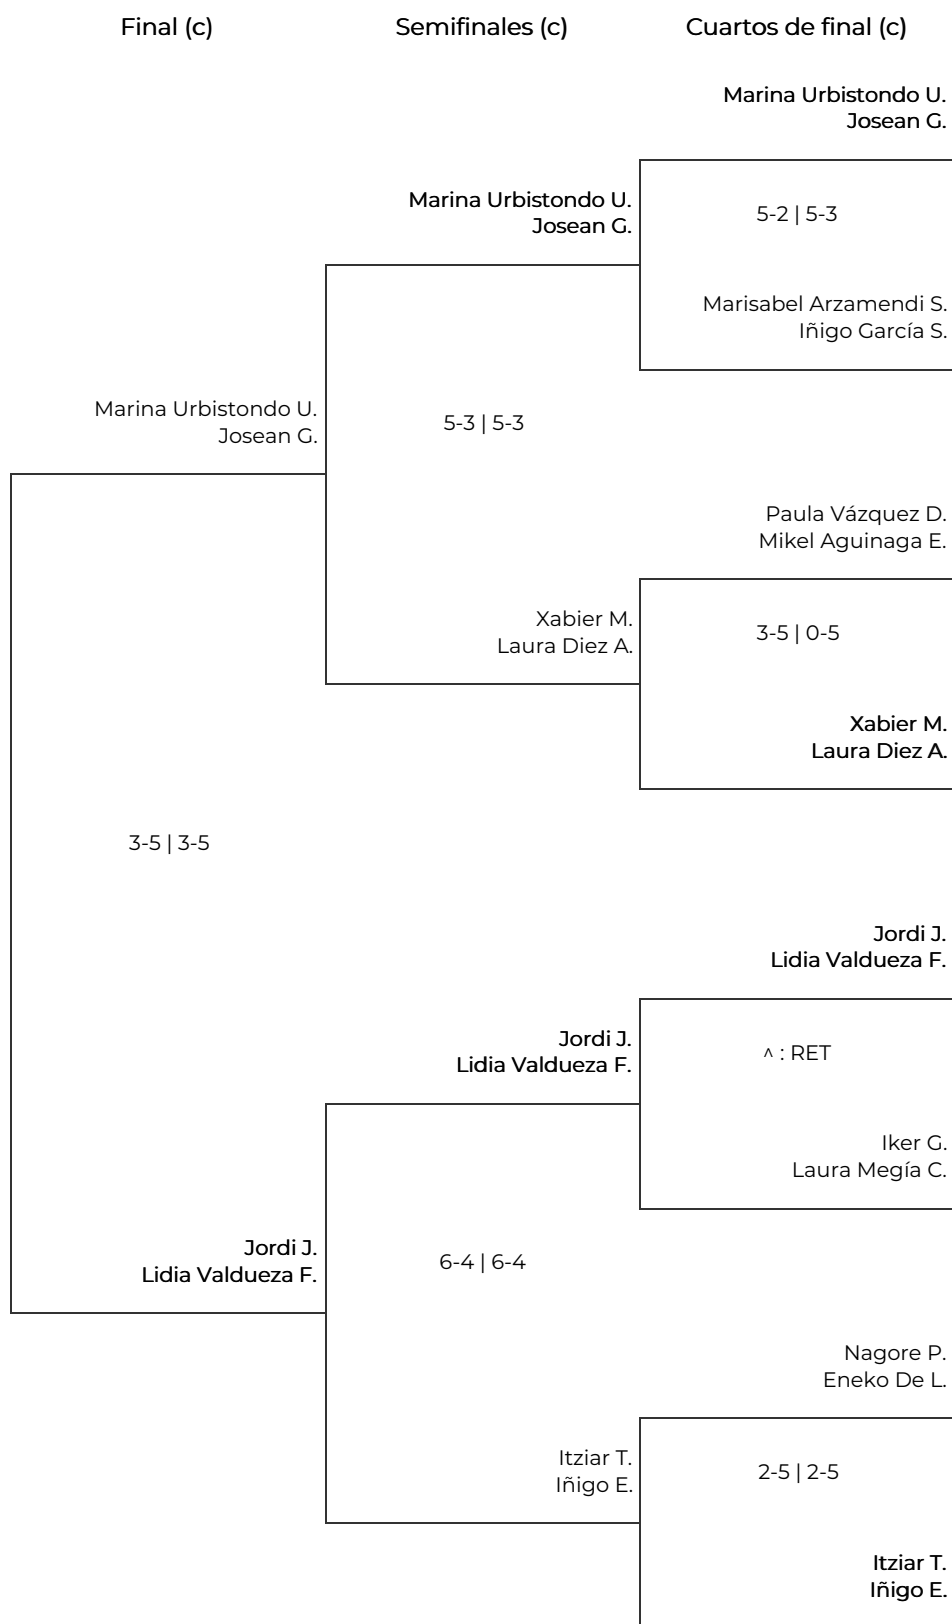 Final (c)
Semifinales (c)
Cuartos de final (c)
Marina Urbistondo U.
Josean G.
Marina Urbistondo U.
Josean G.
5-2 | 5-3
Marisabel Arzamendi S.
Iñigo García S.
Marina Urbistondo U.
Josean G.
5-3 | 5-3
Paula Vázquez D.
Mikel Aguinaga E.
Xabier M.
Laura Diez A.
3-5 | 0-5
Xabier M.
Laura Diez A.
3-5 | 3-5
Jordi J.
Lidia Valdueza F.
Jordi J.
Lidia Valdueza F.
^ : RET
Iker G.
Laura Megía C.
Jordi J.
Lidia Valdueza F.
6-4 | 6-4
Nagore P.
Eneko De L.
Itziar T.
Iñigo E.
2-5 | 2-5
Itziar T.
Iñigo E.